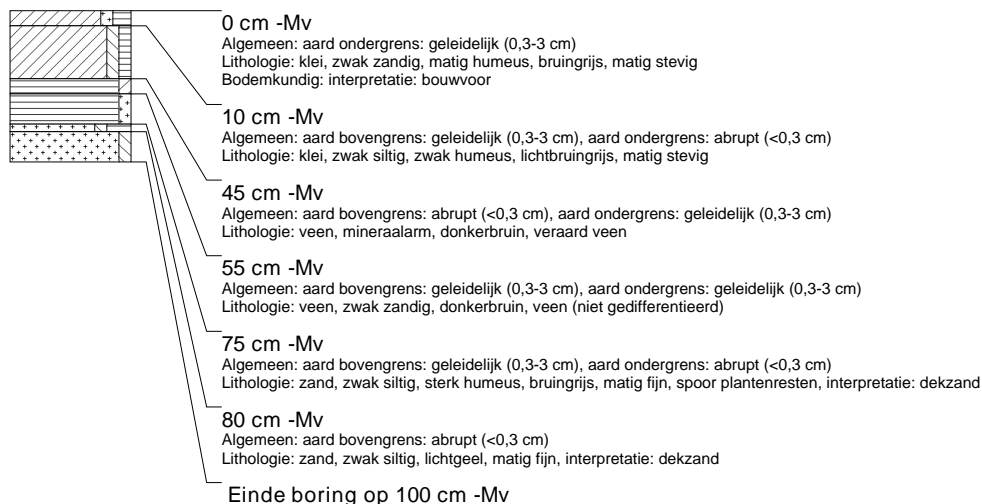 0 cm -Mv
Algemeen: aard ondergrens: geleidelijk (0,3-3 cm)
Lithologie: klei, zwak zandig, matig humeus, bruingrijs, matig stevig
Bodemkundig: interpretatie: bouwvoor
10 cm -Mv
Algemeen: aard bovengrens: geleidelijk (0,3-3 cm), aard ondergrens: abrupt (<0,3 cm)
Lithologie: klei, zwak siltig, zwak humeus, lichtbruingrijs, matig stevig
45 cm -Mv
Algemeen: aard bovengrens: abrupt (<0,3 cm), aard ondergrens: geleidelijk (0,3-3 cm)
Lithologie: veen, mineraalarm, donkerbruin, veraard veen
55 cm -Mv
Algemeen: aard bovengrens: geleidelijk (0,3-3 cm), aard ondergrens: geleidelijk (0,3-3 cm)
Lithologie: veen, zwak zandig, donkerbruin, veen (niet gedifferentieerd)
75 cm -Mv
Algemeen: aard bovengrens: geleidelijk (0,3-3 cm), aard ondergrens: abrupt (<0,3 cm)
Lithologie: zand, zwak siltig, sterk humeus, bruingrijs, matig fijn, spoor plantenresten, interpretatie: dekzand
80 cm -Mv
Algemeen: aard bovengrens: abrupt (<0,3 cm)
Lithologie: zand, zwak siltig, lichtgeel, matig fijn, interpretatie: dekzand
Einde boring op 100 cm -Mv